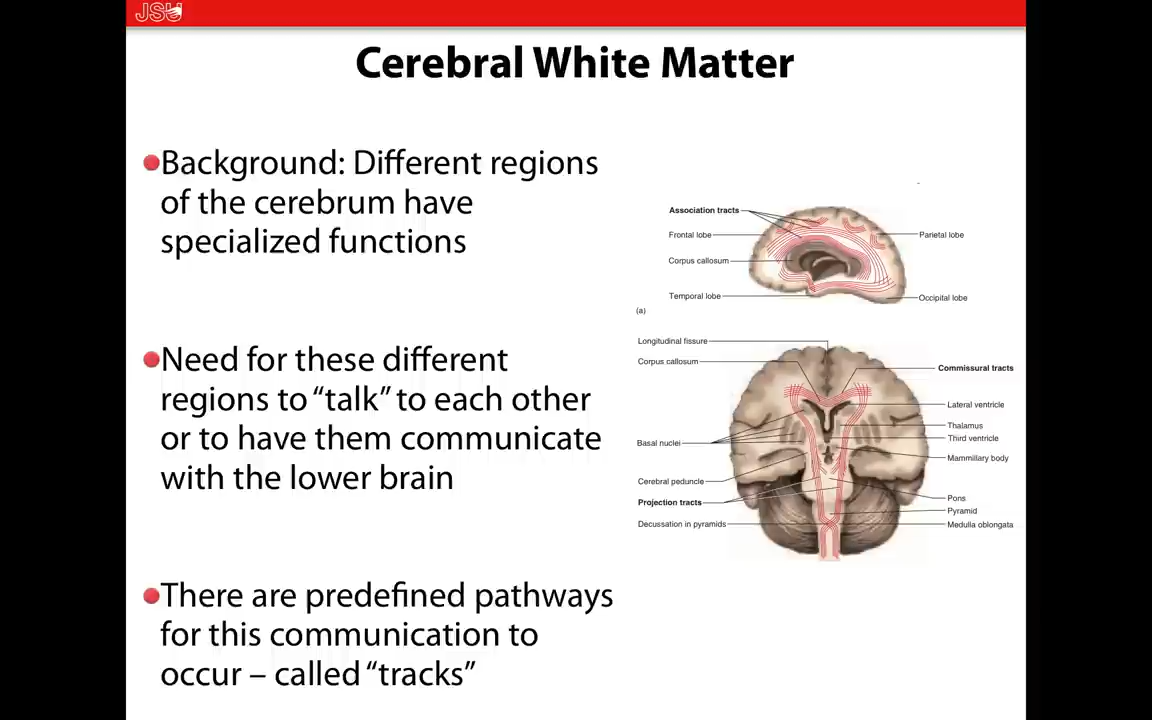 JSU
Cerebral White Matter
Background: Different regions
of the cerebrum have
specialized functions
Need for these different
regions to “talk” to each other
or to have them communicate
with the lower brain
There are predefined pathways
for this communication to
occur – called “tracks”
Association tracts
Frontal lobe
Corpus callosum
Temporal lobe
Parietal lobe
Occipital lobe
(a)
Longitudinal fissure
Corpus callosum
Basal nuclei
Cerebral peduncle
Projection tracts
Decussation in pyramids
Commissural tracts
Lateral ventricle
Thalamus
Third ventricle
Mammillary body
Pons
Pyramid
Medulla oblongata